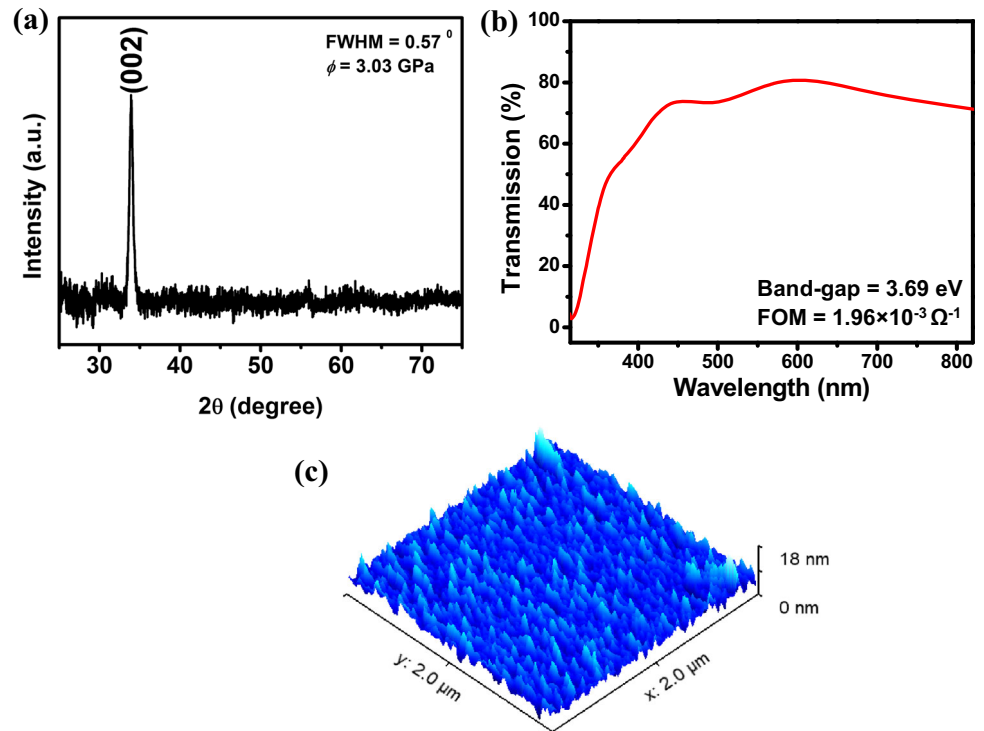 (a)
(002)
FWHM = 0.57 ⁰
ϕ = 3.03 GPa
Intensity (a.u.)
30 40 50 60 70
2θ (degree)
(b)
100
80
60
40
20
0
Transmission (%)
Band-gap = 3.69 eV
FOM = 1.96×10⁻³ Ω⁻¹
400 500 600 700 800
Wavelength (nm)
(c)
18 nm
0 nm
y: 2.0 µm
x: 2.0 µm